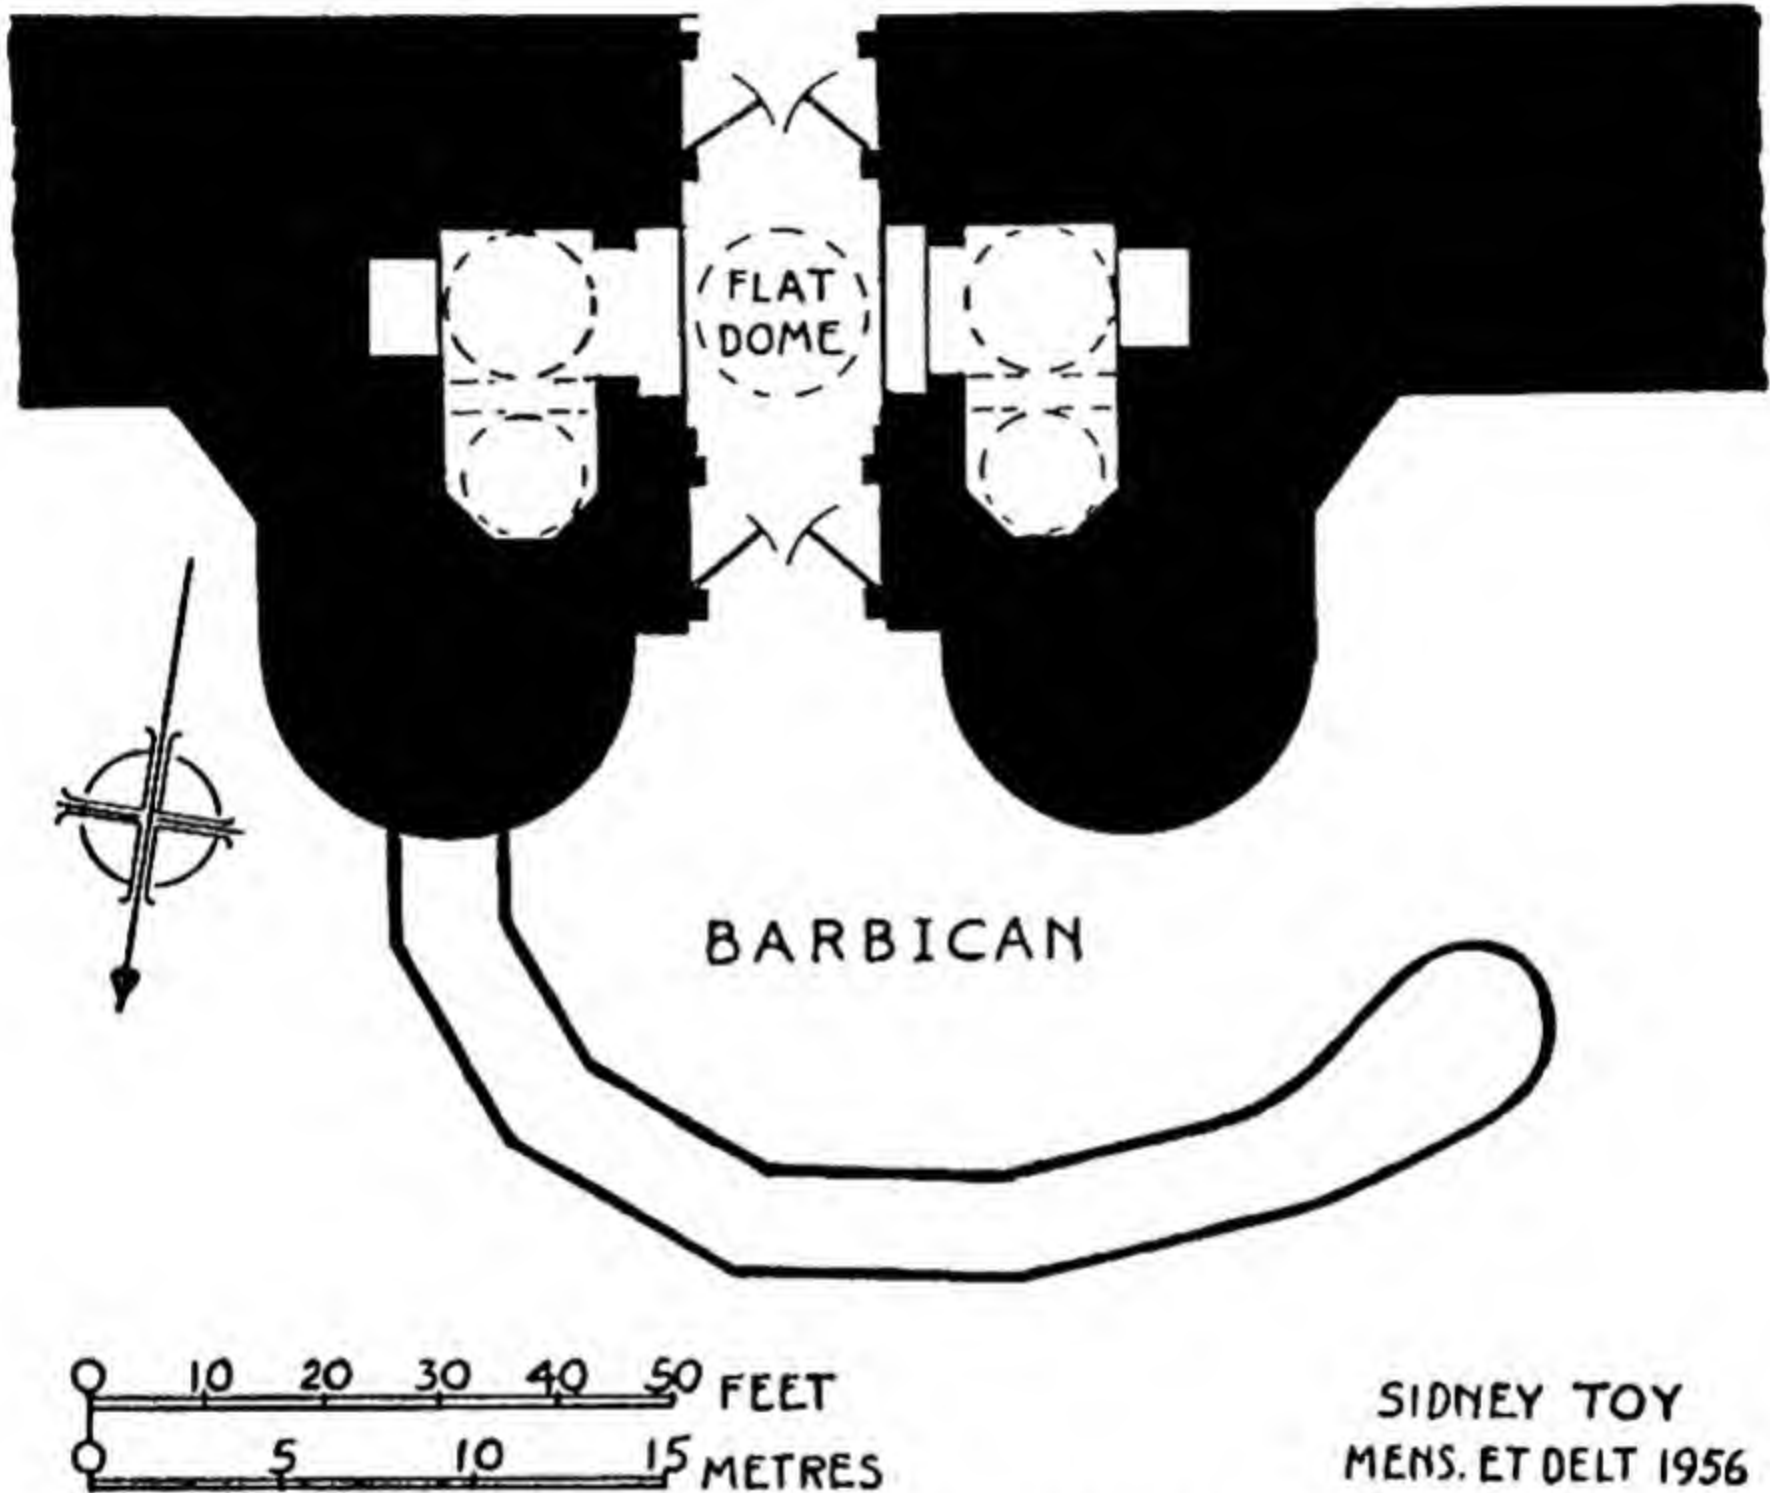 FLAT
DOME
BARBICAN
0 10 20 30 40 50 FEET
0 5 10 15 METRES
SIDNEY TOY
MENS. ET DELT 1956